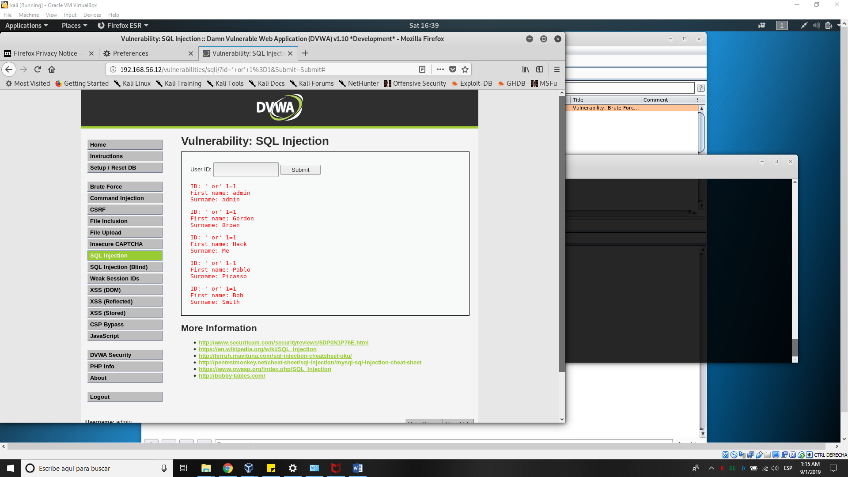 Kali [Running] - Oracle VM VirtualBox
File Machine View Input Devices Help
Applications Places Firefox ESR Sat 16:39 1
Vulnerability: SQL Injection :: Damn Vulnerable Web Application (DVWA) v1.10 *Development* - Mozilla Firefox
Firefox Privacy Notice
Preferences
Vulnerability: SQL Inject
192.168.56.12/vulnerabilities/sqli/?id='+or'+1%3D1&Submit=Submit#
Most Visited Getting Started Kali Linux Kali Training Kali Tools Kali Docs Kali Forums NetHunter Offensive Security Exploit-DB GHDB MSFu
Title Comment
Vulnerability: Brute Forc...
DVWA
Home
Instructions
Setup / Reset DB
Brute Force
Command Injection
CSRF
File Inclusion
File Upload
Insecure CAPTCHA
SQL Injection
SQL Injection (Blind)
Weak Session IDs
XSS (DOM)
XSS (Reflected)
XSS (Stored)
CSP Bypass
JavaScript
DVWA Security
PHP Info
About
Logout
Username: admin
Vulnerability: SQL Injection
User ID: Submit
ID: ' or' 1=1
First name: admin
Surname: admin
ID: ' or' 1=1
First name: Gordon
Surname: Brown
ID: ' or' 1=1
First name: Hack
Surname: Me
ID: ' or' 1=1
First name: Pablo
Surname: Picasso
ID: ' or' 1=1
First name: Bob
Surname: Smith
More Information
http://www.securiteam.com/securityreviews/5DP0N1P76E.html
https://en.wikipedia.org/wiki/SQL_injection
http://ferruh.mavituna.com/sql-injection-cheatsheet-oku/
http://pentestmonkey.net/cheat-sheet/sql-injection/mysql-sql-injection-cheat-sheet
https://www.owasp.org/index.php/SQL_Injection
http://bobby-tables.com/
CTRL DERECHA
Escribe aquí para buscar
ESP
1:15 AM
9/1/2019